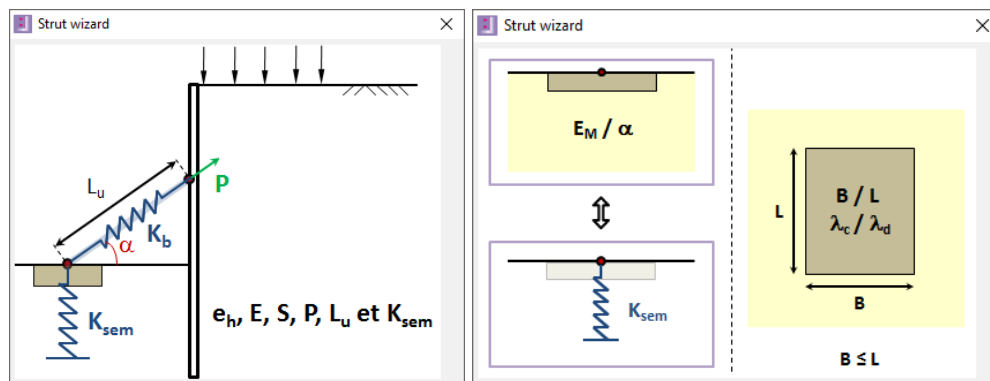 Strut wizard
P
Lu
Kb
α
Ksem
eh, E, S, P, Lu et Ksem
Strut wizard
EM / α
Ksem
L
B / L
λc / λd
B
B ≤ L